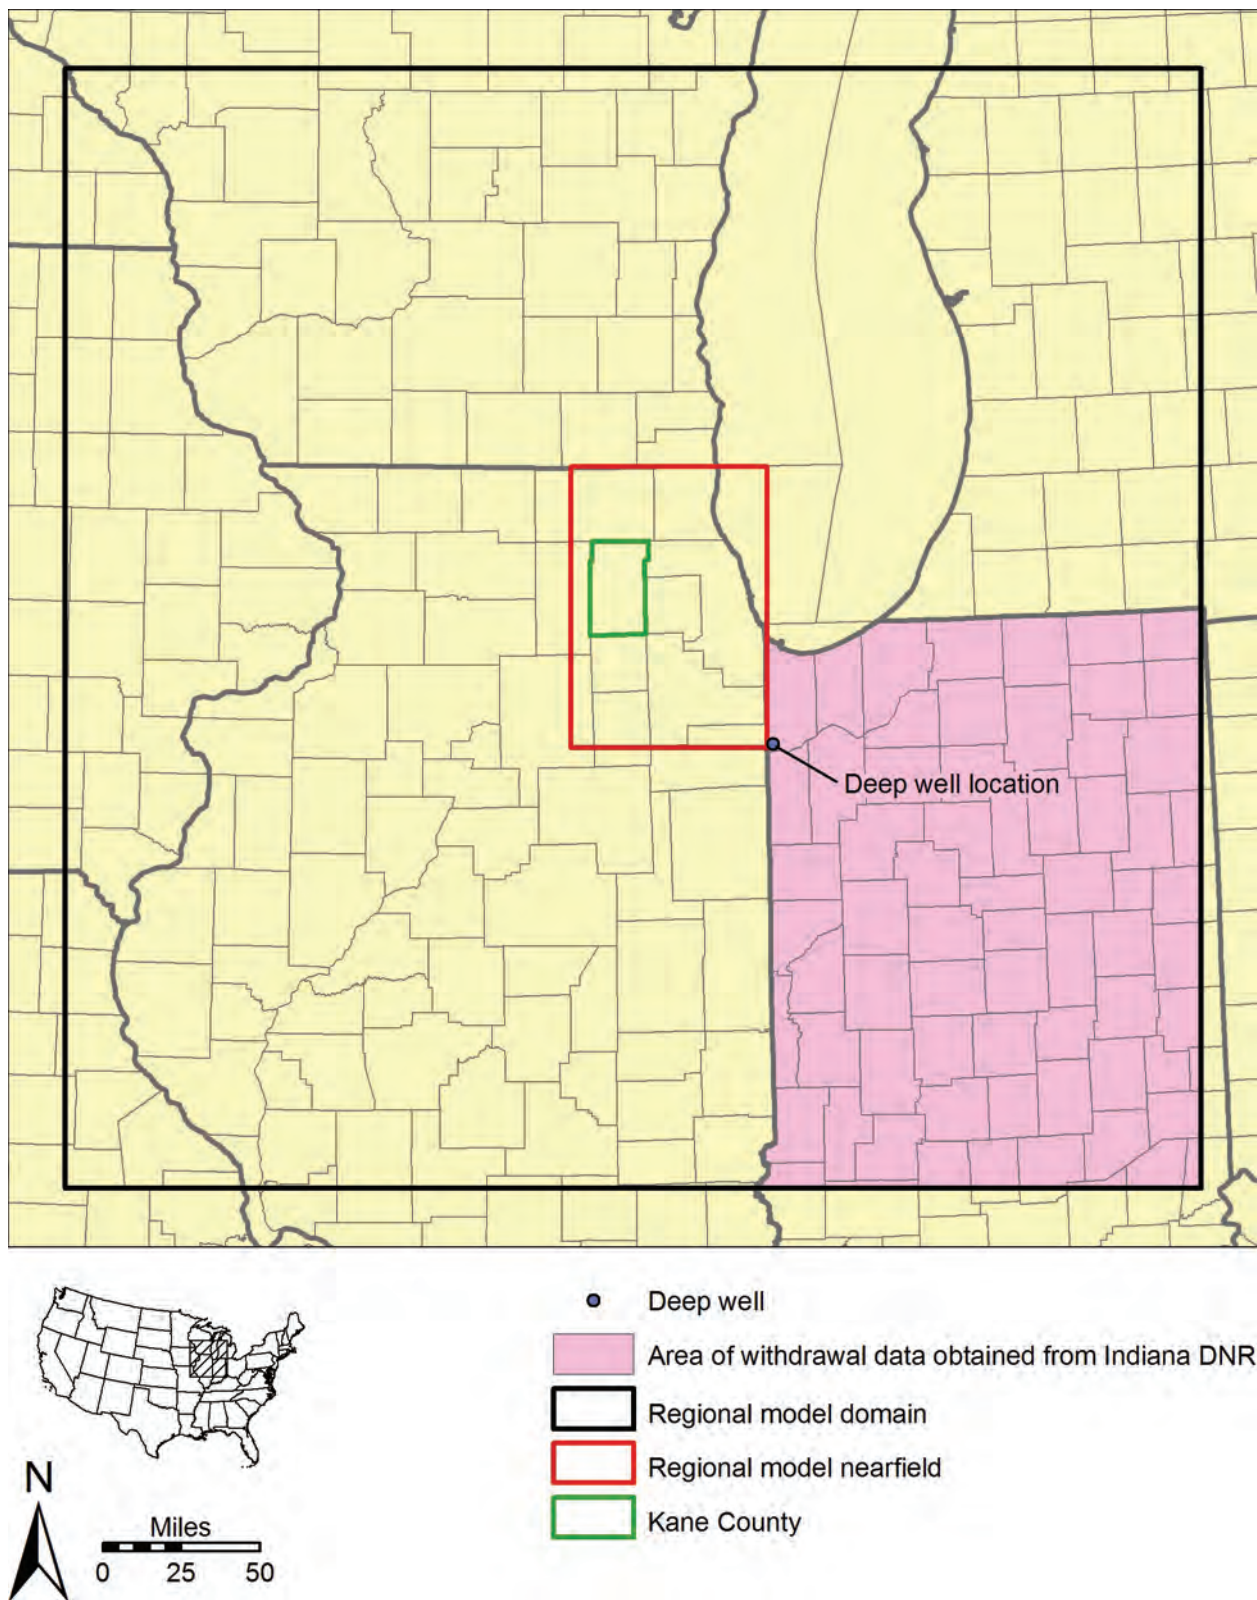 Deep well location
Deep well
Area of withdrawal data obtained from Indiana DNR
Regional model domain
Regional model nearfield
Kane County
N
Miles
0 25 50